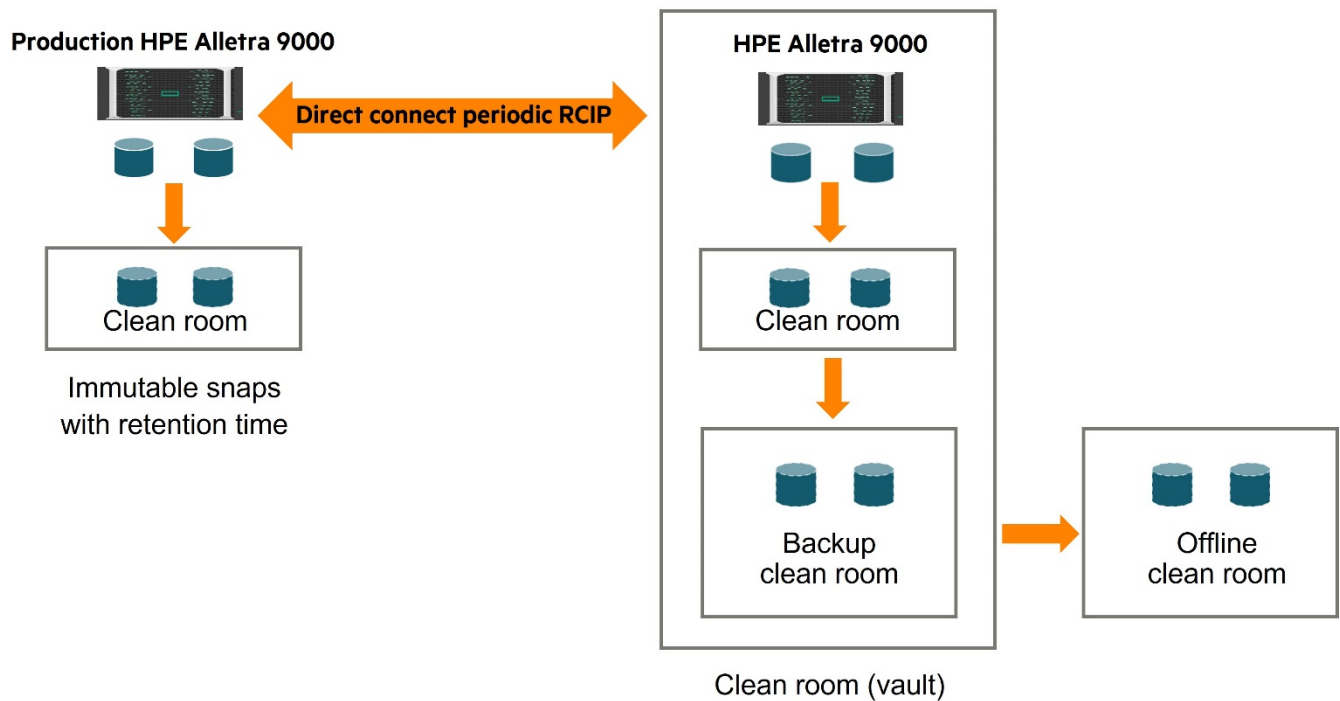 Production HPE Alletra 9000
HPE Alletra 9000
Direct connect periodic RCIP
Clean room
Immutable snaps
with retention time
Clean room
Backup
clean room
Offline
clean room
Clean room (vault)